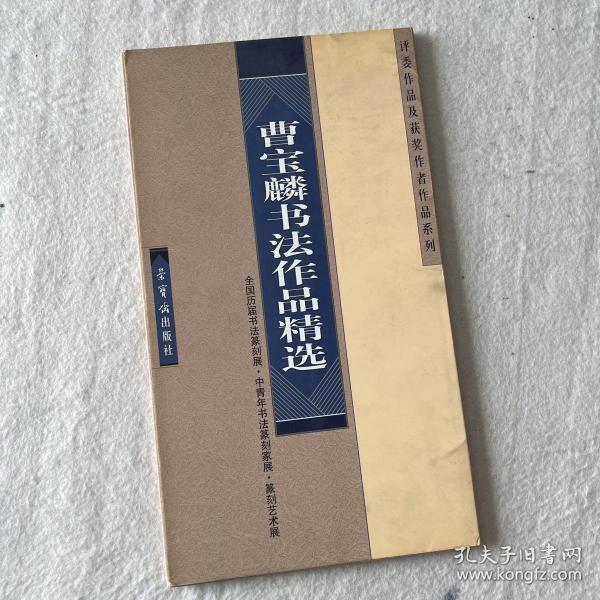 评委作品及获奖作者作品系列
曹宝麟书法作品精选
全国历届书法篆刻展·中青年书法篆刻家展·篆刻艺术展
荣宝斋出版社
孔夫子旧书网
www.kongfz.com